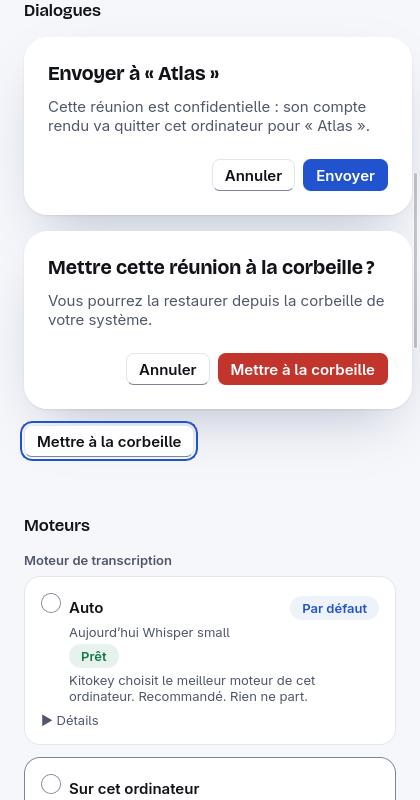 Dialogues
Envoyer à « Atlas »
Cette réunion est confidentielle : son compte
rendu va quitter cet ordinateur pour « Atlas ».
Annuler
Envoyer
Mettre cette réunion à la corbeille ?
Vous pourrez la restaurer depuis la corbeille de
votre système.
Annuler
Mettre à la corbeille
Mettre à la corbeille
Moteurs
Moteur de transcription
Auto
Par défaut
Aujourd’hui Whisper small
Prêt
Kitokey choisit le meilleur moteur de cet
ordinateur. Recommandé. Rien ne part.
▶ Détails
Sur cet ordinateur